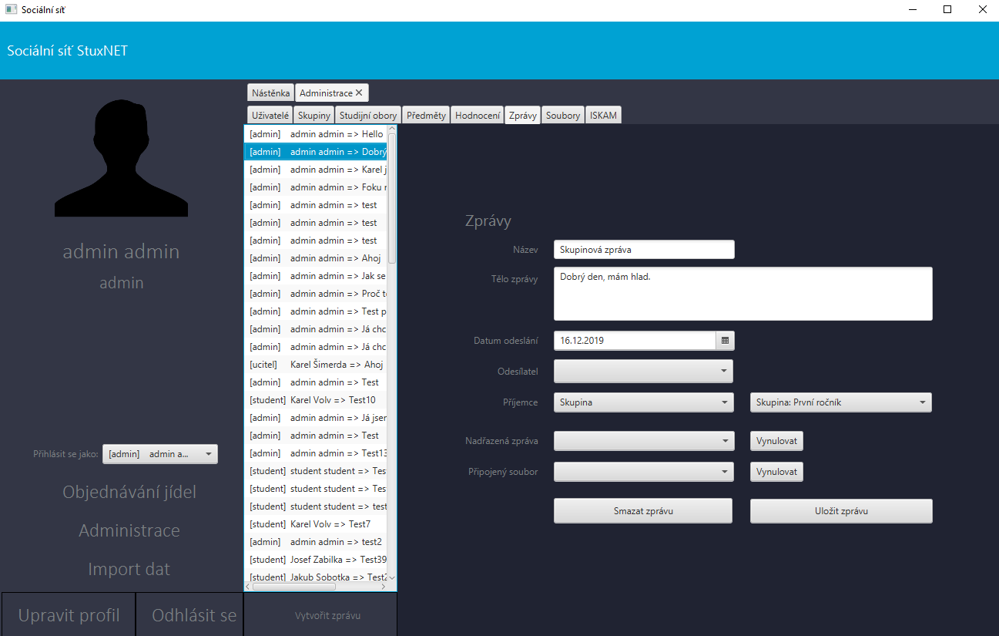 Sociální síť
Sociální síť StuxNET
admin admin
admin
Přihlásit se jako: [admin] admin a...
Objednávání jídel
Administrace
Import dat
Upravit profil
Odhlásit se
Nástěnka
Administrace
Uživatelé
Skupiny
Studijní obory
Předměty
Hodnocení
Zprávy
Soubory
ISKAM
[admin] admin admin => Hello
[admin] admin admin => Dobrý
[admin] admin admin => Karel j
[admin] admin admin => Foku n
[admin] admin admin => test
[admin] admin admin => test
[admin] admin admin => test
[admin] admin admin => Ahoj
[admin] admin admin => Jak se
[admin] admin admin => Proč t
[admin] admin admin => Test p
[admin] admin admin => Já chc
[admin] admin admin => Já chc
[ucitel] Karel Šimerda => Ahoj
[admin] admin admin => Test
[student] Karel Volv => Test10
[admin] admin admin => Já jser
[admin] admin admin => Test
[admin] admin admin => Test13
[student] student student => Tes
[student] student student => Tes
[student] student student => test
[student] Karel Volv => Test7
[admin] admin admin => test2
[student] Josef Zabilka => Test39
[student] Jakub Sobotka => Test2
Vytvořit zprávu
Zprávy
Název Skupinová zpráva
Tělo zprávy Dobrý den, mám hlad.
Datum odeslání 16.12.2019
Odesílatel
Příjemce Skupina Skupina: První ročník
Nadřazená zpráva Vynulovat
Připojený soubor Vynulovat
Smazat zprávu Uložit zprávu